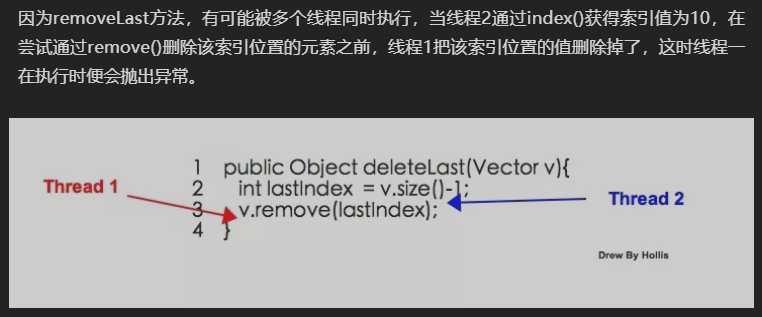 因为removeLast方法，有可能被多个线程同时执行，当线程2通过index()获得索引值为10，在
尝试通过remove()删除该索引位置的元素之前，线程1把该索引位置的值删除掉了，这时线程一
在执行时便会抛出异常。
1 public Object deleteLast(Vector v){
2 int lastIndex = v.size()-1;
3 v.remove(lastIndex);
4 }
Thread 1
Thread 2
Drew By Hollis